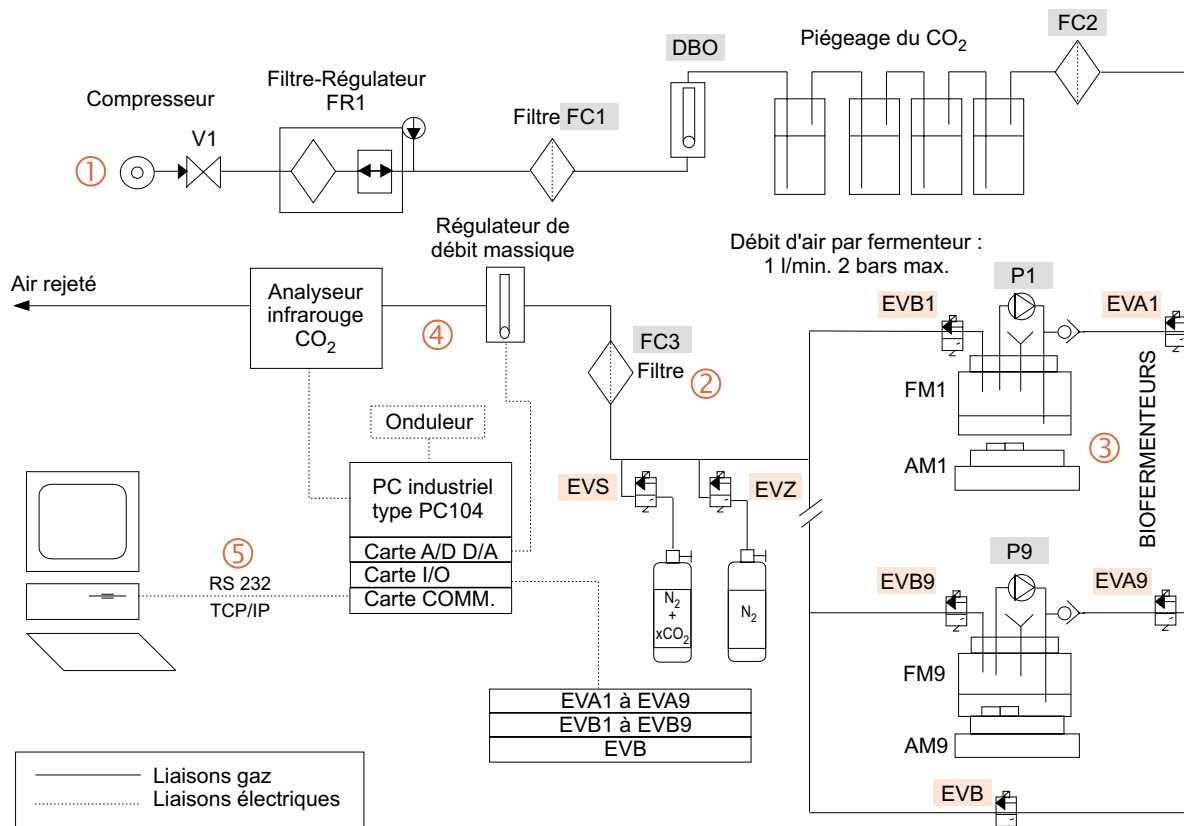 FC2
DBO
Piégeage du CO2
Filtre-Régulateur
FR1
Compresseur
V1
Filtre FC1
①
Régulateur de
débit massique
Débit d'air par fermenteur :
1 l/min. 2 bars max.
Air rejeté
Analyseur
infrarouge
CO2
④
P1
EVB1
EVA1
FC3
Filtre
②
FM1
③
AM1
BIOFERMENTEURS
Onduleur
PC industriel
type PC104
EVS
EVZ
Carte A/D D/A
Carte I/O
Carte COMM.
⑤
RS 232
TCP/IP
N2
+
xCO2
N2
P9
EVB9
EVA9
FM9
AM9
EVA1 à EVA9
EVB1 à EVB9
EVB
EVB
Liaisons gaz
Liaisons électriques